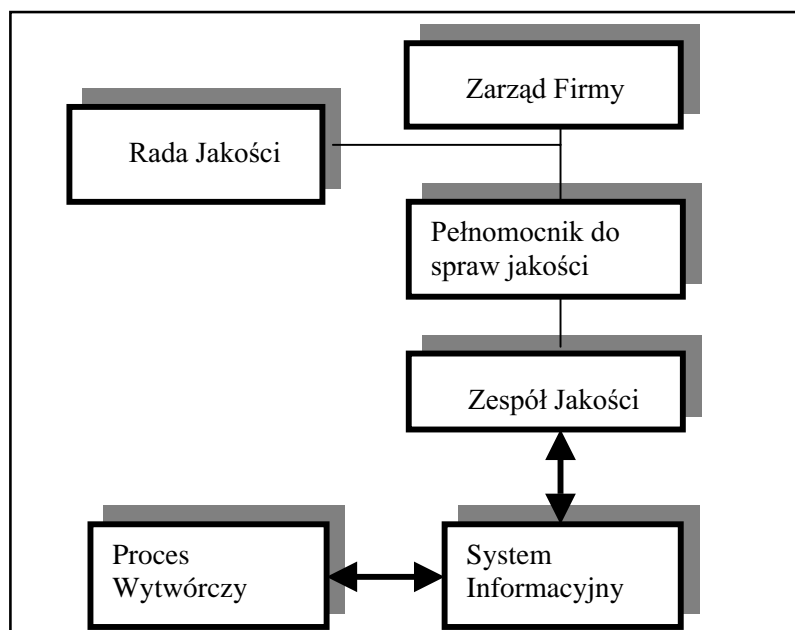 Zarząd Firmy
Rada Jakości
Pełnomocnik do
spraw jakości
Zespół Jakości
Proces
Wytwórczy
System
Informacyjny